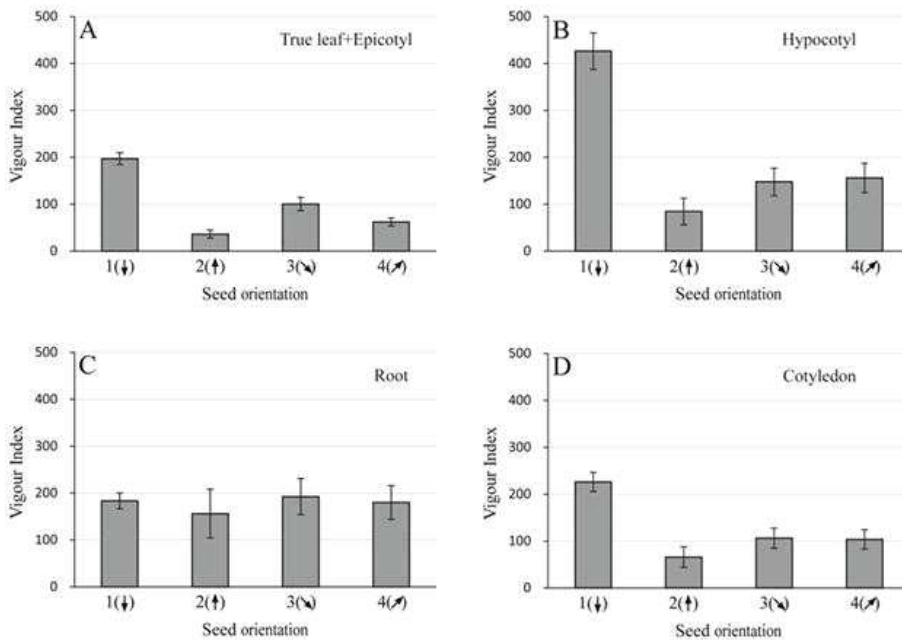 A
True leaf+Epicotyl
Vigour Index
500
400
300
200
100
0
1(↓) 2(↑) 3(↘) 4(↗)
Seed orientation
B
Hypocotyl
Vigour Index
500
400
300
200
100
0
1(↓) 2(↑) 3(↘) 4(↗)
Seed orientation
C
Root
Vigour Index
500
400
300
200
100
0
1(↓) 2(↑) 3(↘) 4(↗)
Seed orientation
D
Cotyledon
Vigour Index
500
400
300
200
100
0
1(↓) 2(↑) 3(↘) 4(↗)
Seed orientation